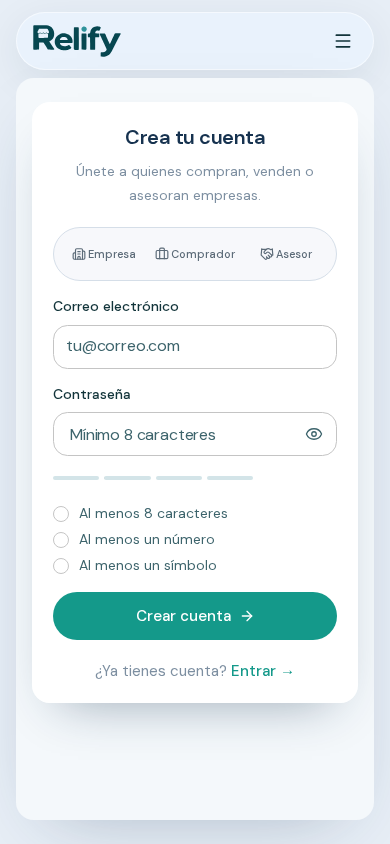 Relify
Crea tu cuenta
Únete a quienes compran, venden o
asesoran empresas.
Empresa Comprador Asesor
Correo electrónico
tu@correo.com
Contraseña
Mínimo 8 caracteres
Al menos 8 caracteres
Al menos un número
Al menos un símbolo
Crear cuenta →
¿Ya tienes cuenta? Entrar →